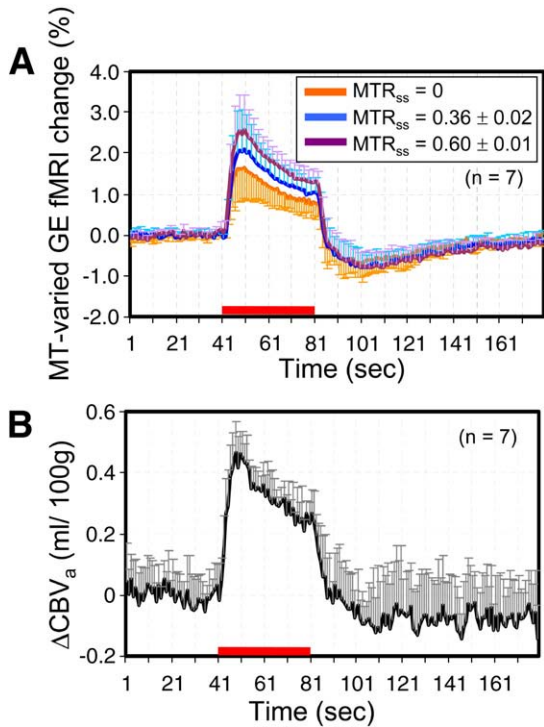 A
MT-varied GE fMRI change (%)
4.0
3.0
2.0
1.0
0.0
-1.0
-2.0
MTRss = 0
MTRss = 0.36 ± 0.02
MTRss = 0.60 ± 0.01
(n = 7)
1 21 41 61 81 101 121 141 161
Time (sec)
B
ΔCBVa (ml/ 100g)
0.6
0.4
0.2
0
-0.2
(n = 7)
1 21 41 61 81 101 121 141 161
Time (sec)